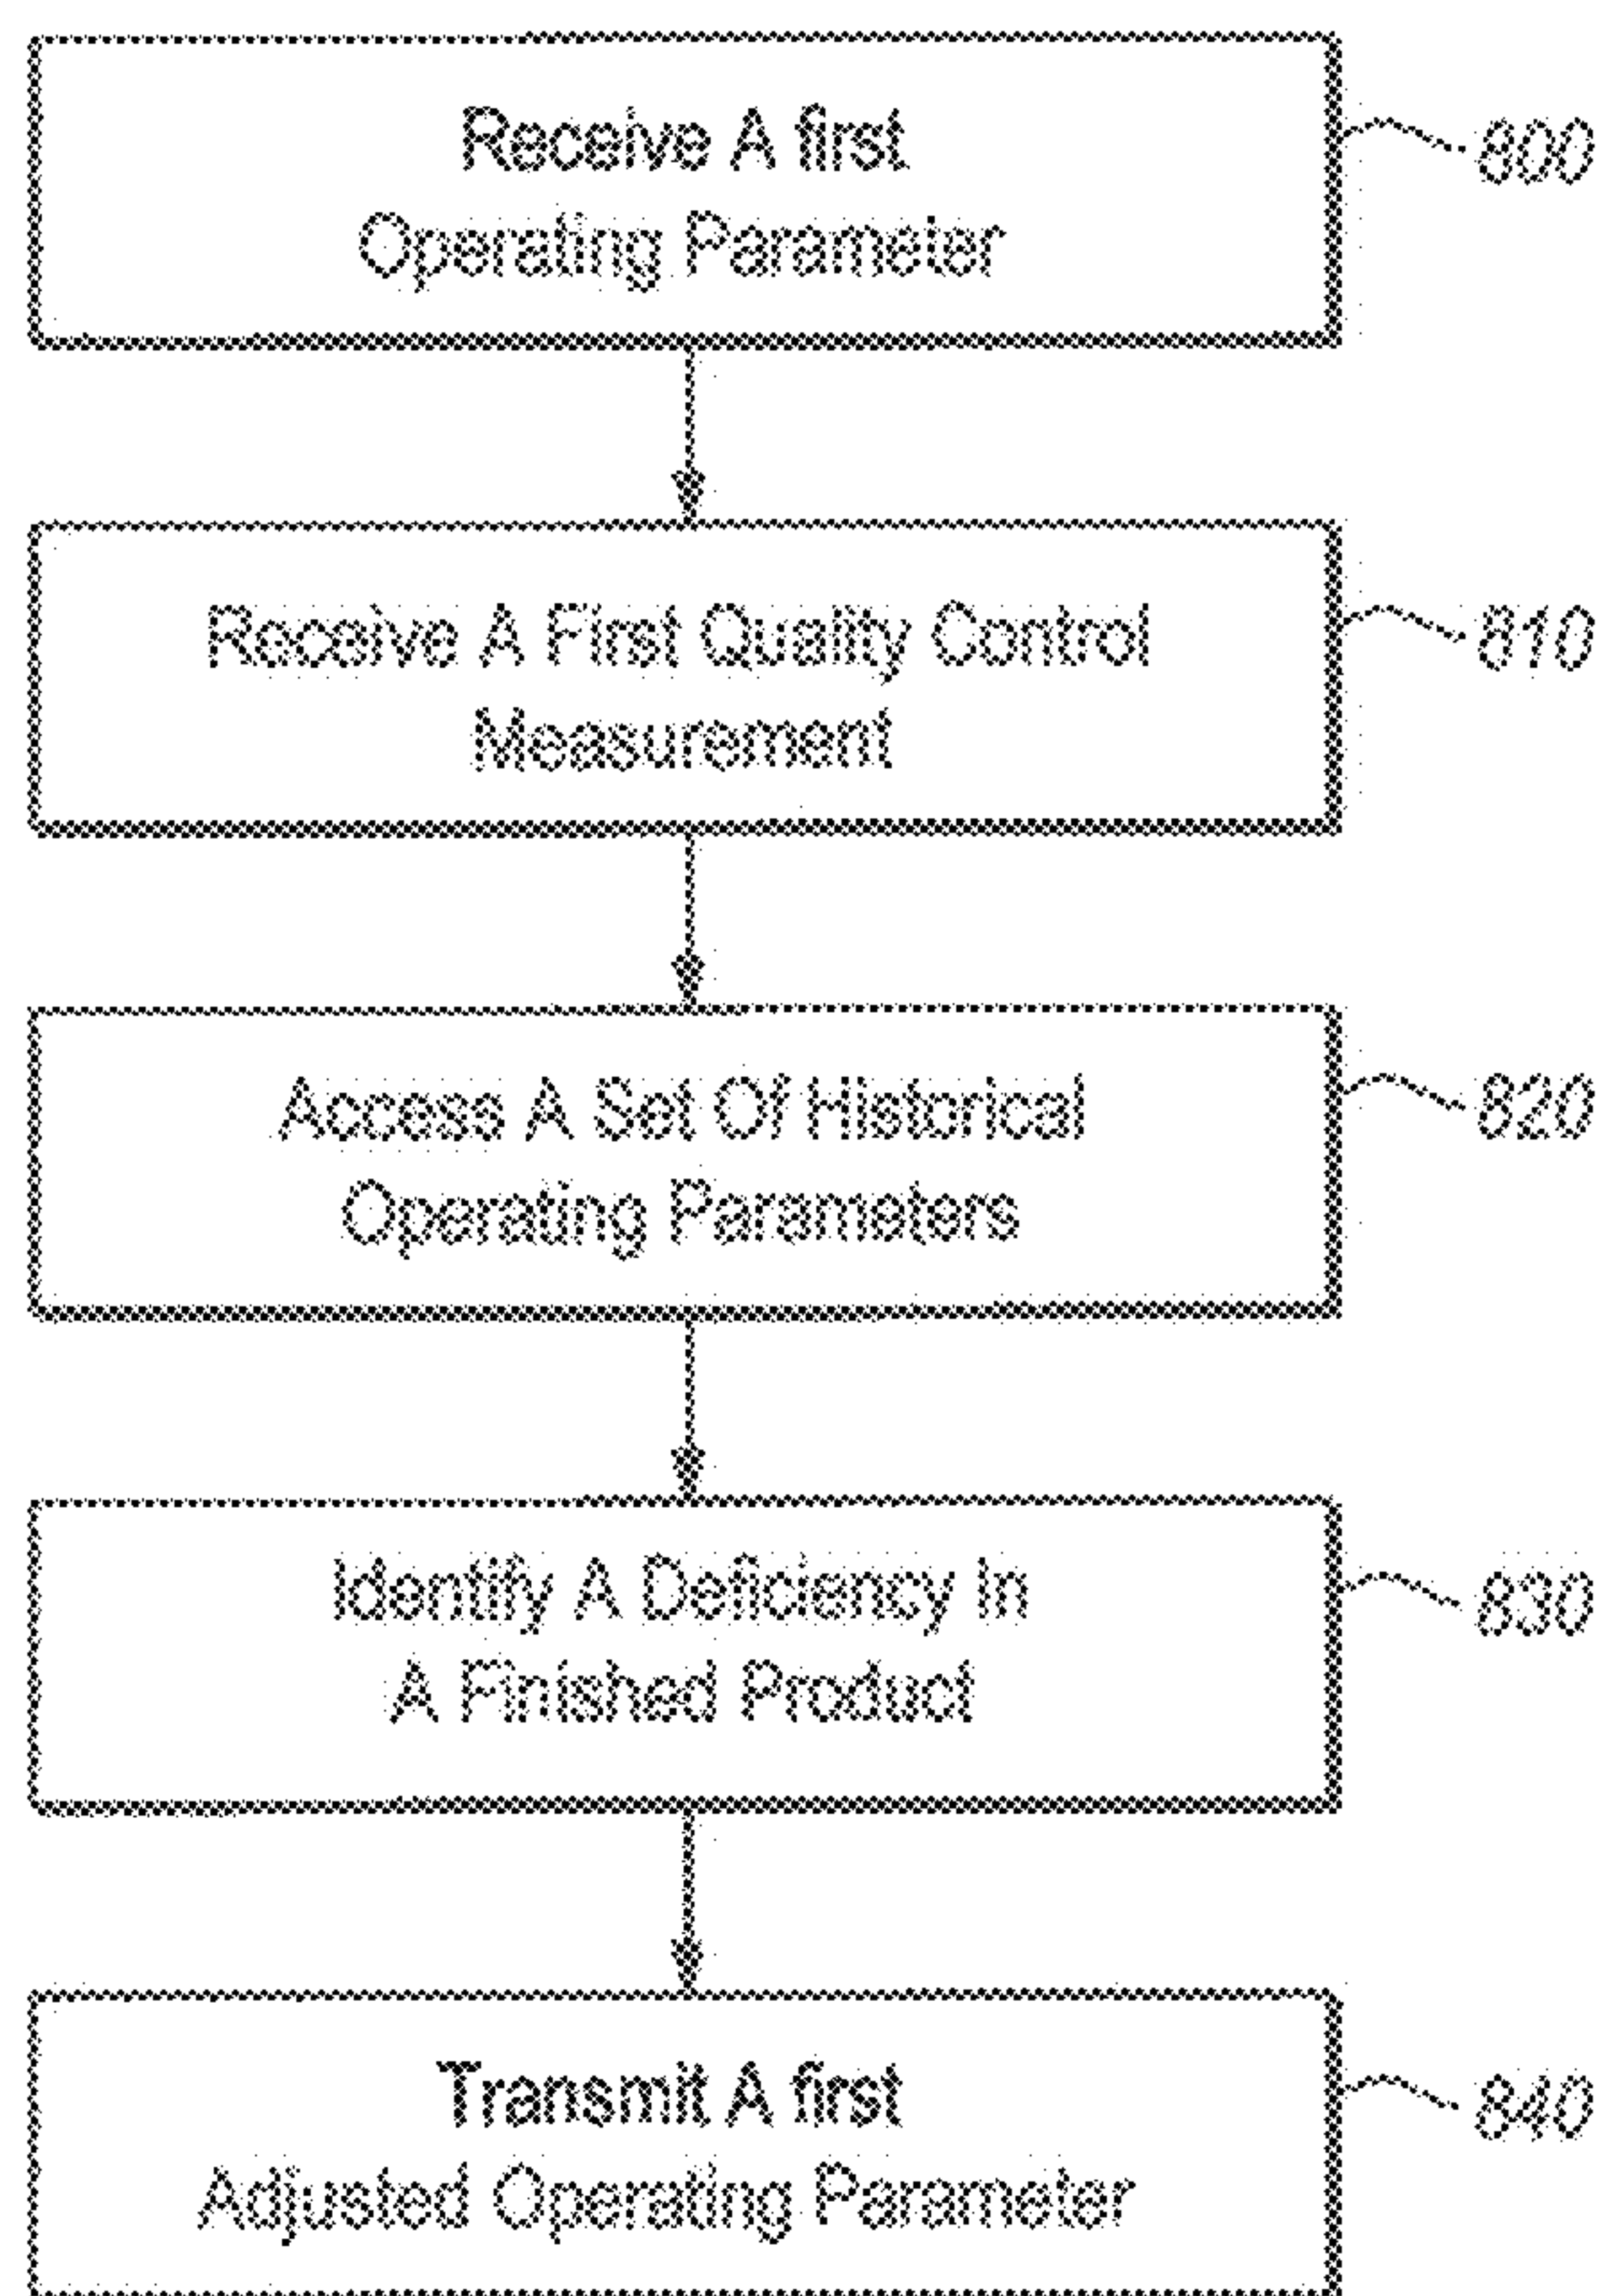 Receive A first
Operating Parameter
800
Receive A First Quality Control
Measurement
810
Access A Set Of Historical
Operating Parameters
820
Identify A Deficiency In
A Finished Product
830
Transmit A first
Adjusted Operating Parameter
840